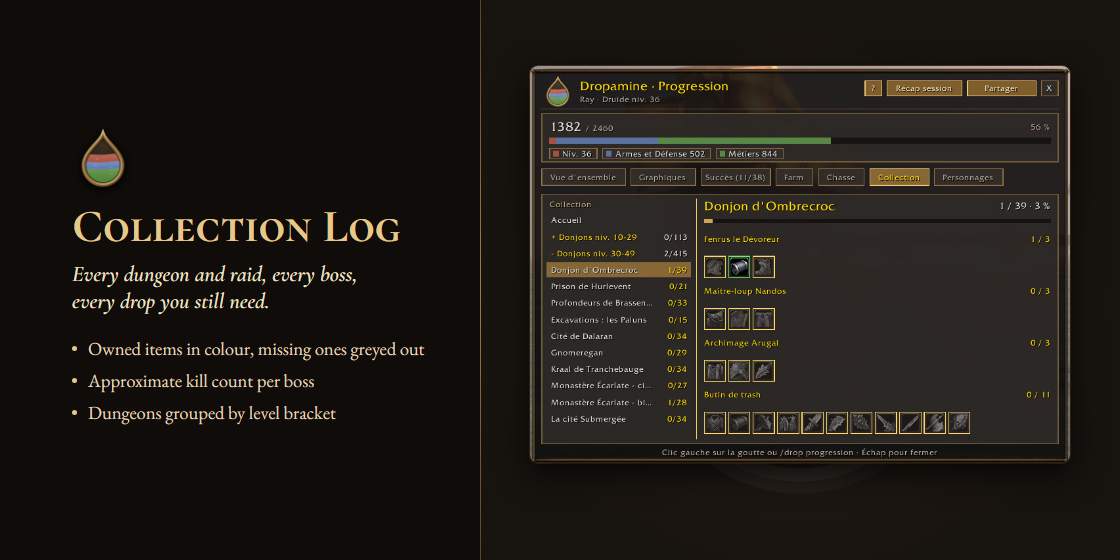 Collection Log
Every dungeon and raid, every boss,
every drop you still need.
• Owned items in colour, missing ones greyed out
• Approximate kill count per boss
• Dungeons grouped by level bracket
Dropamine · Progression
Ray · Druide niv. 36
? Récap session Partager X
1382 / 2460 56 %
Niv. 36 Armes et Défense 502 Métiers 844
Vue d'ensemble Graphiques Succès (11/38) Farm Chasse Collection Personnages
Collection
Accueil
+ Donjons niv. 10-29 0/113
- Donjons niv. 30-49 2/415
Donjon d'Ombrecroc 1/39
Prison de Hurlevent 0/21
Profondeurs de Brassen... 0/33
Excavations : les Paluns 0/15
Cité de Dalaran 0/34
Gnomeregan 0/29
Kraal de Tranchebauge 0/34
Monastère Écarlate - ci... 0/27
Monastère Écarlate - bi... 1/28
La cité Submergée 0/34
Donjon d'Ombrecroc 1 / 39 · 3 %
Fenrus le Dévoreur 1 / 3
Maître-loup Nandos 0 / 3
Archimage Arugal 0 / 3
Butin de trash 0 / 11
Clic gauche sur la goutte ou /drop progression · Échap pour fermer